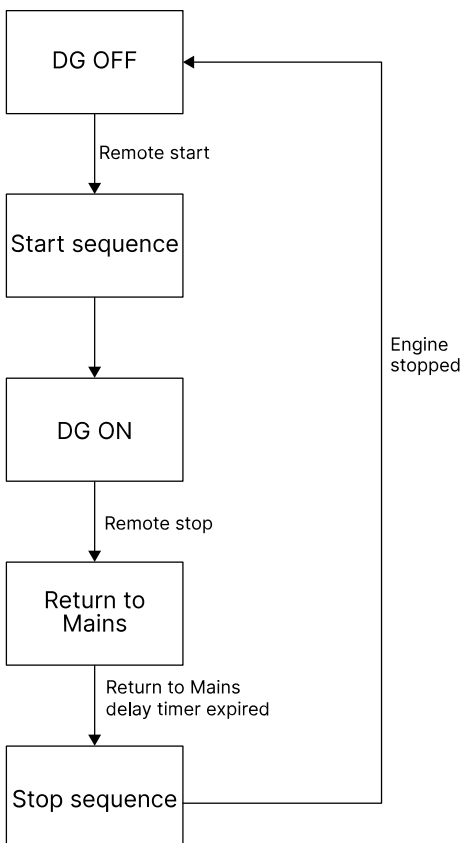 DG OFF
Remote start
Start sequence
Engine
stopped
DG ON
Remote stop
Return to
Mains
Return to Mains
delay timer expired
Stop sequence